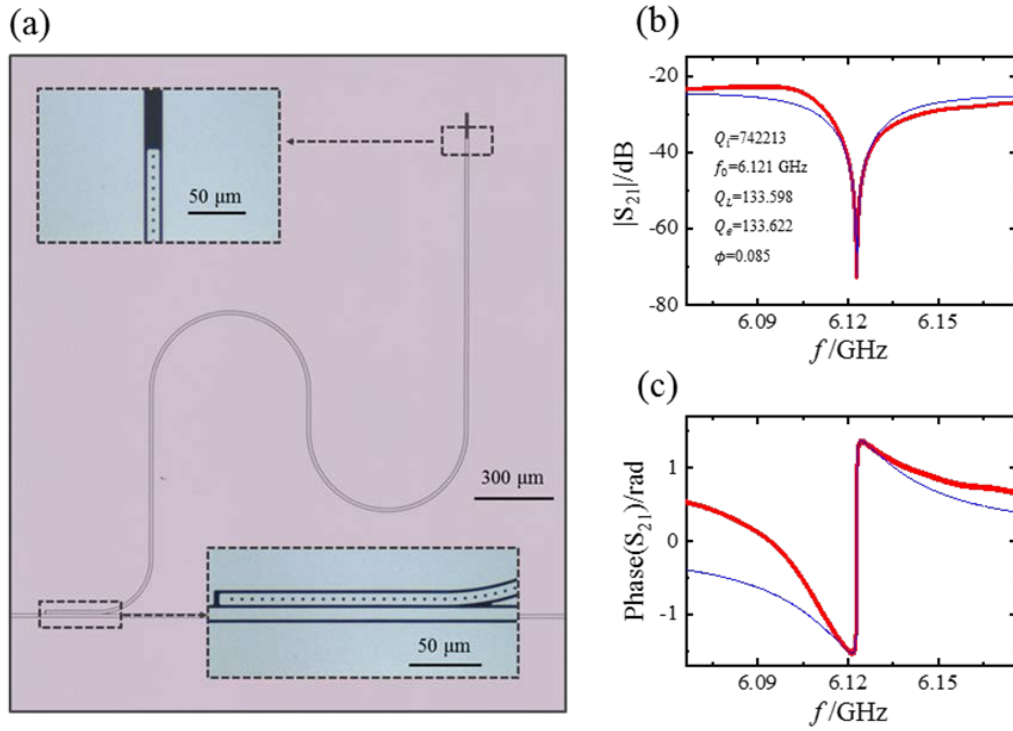 (a)
50 μm
300 μm
50 μm
(b)
|S₂₁|/dB
-20
-40
-60
-80
Qᵢ=742213
f₀=6.121 GHz
Q_L=133.598
Qₑ=133.622
ϕ=0.085
6.09 6.12 6.15
f/GHz
(c)
Phase(S₂₁)/rad
1
0
-1
6.09 6.12 6.15
f/GHz